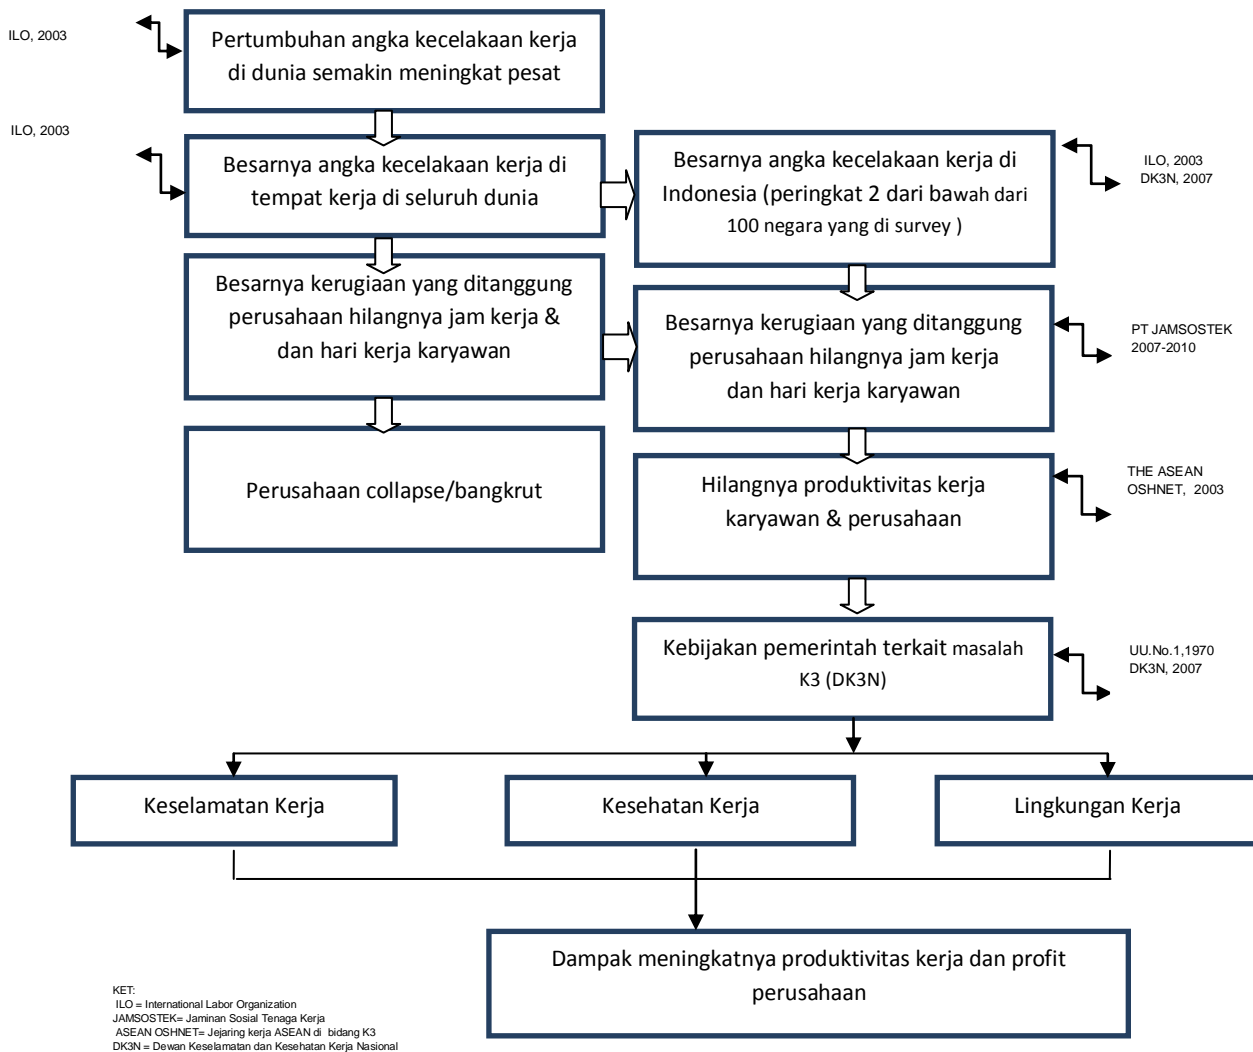 ILO, 2003
Pertumbuhan angka kecelakaan kerja
di dunia semakin meningkat pesat
ILO, 2003
Besarnya angka kecelakaan kerja di
tempat kerja di seluruh dunia
Besarnya angka kecelakaan kerja di
Indonesia (peringkat 2 dari bawah dari
100 negara yang di survey )
ILO, 2003
DK3N, 2007
Besarnya kerugiaan yang ditanggung
perusahaan hilangnya jam kerja &
dan hari kerja karyawan
Besarnya kerugiaan yang ditanggung
perusahaan hilangnya jam kerja
dan hari kerja karyawan
PT JAMSOSTEK
2007-2010
Perusahaan collapse/bangkrut
Hilangnya produktivitas kerja
karyawan & perusahaan
THE ASEAN
OSHNET, 2003
Kebijakan pemerintah terkait masalah
K3 (DK3N)
UU.No.1,1970
DK3N, 2007
Keselamatan Kerja
Kesehatan Kerja
Lingkungan Kerja
Dampak meningkatnya produktivitas kerja dan profit
perusahaan
KET:
ILO = International Labor Organization
JAMSOSTEK= Jaminan Sosial Tenaga Kerja
ASEAN OSHNET= Jejaring kerja ASEAN di bidang K3
DK3N = Dewan Keselamatan dan Kesehatan Kerja Nasional